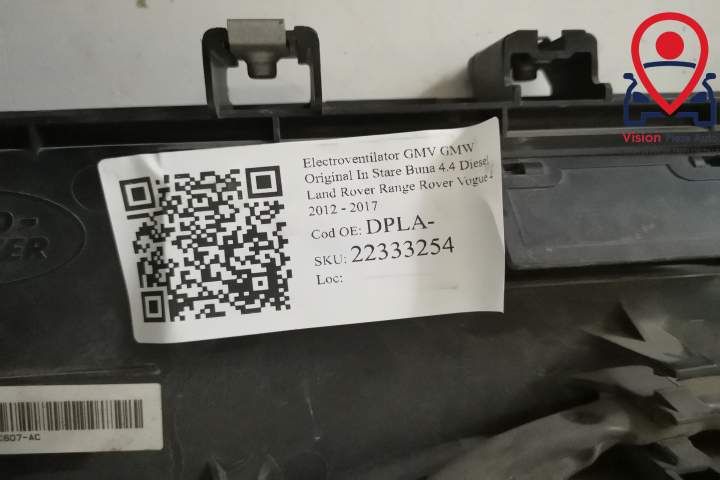 Vision
Electroventilator GMV GMW
Original In Stare Buna 4.4 Diesel
Land Rover Range Rover Vogue
2012 - 2017
Cod OE: DPLA-
SKU: 22333254
Loc:
C607-AC